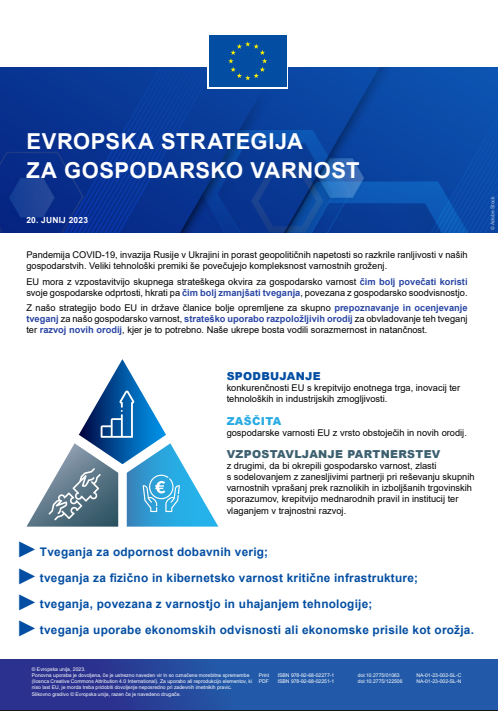 EVROPSKA STRATEGIJA
ZA GOSPODARSKO VARNOST
20. JUNIJ 2023
© Adobe Stock
Pandemija COVID-19, invazija Rusije v Ukrajini in porast geopolitičnih napetosti so razkrile ranljivosti v naših
gospodarstvih. Veliki tehnološki premiki še povečujejo kompleksnost varnostnih groženj.
EU mora z vzpostavitvijo skupnega strateškega okvira za gospodarsko varnost čim bolj povečati koristi
svoje gospodarske odprtosti, hkrati pa čim bolj zmanjšati tveganja, povezana z gospodarsko soodvisnostjo.
Z našo strategijo bodo EU in države članice bolje opremljene za skupno prepoznavanje in ocenjevanje
tveganj za našo gospodarsko varnost, strateško uporabo razpoložljivih orodij za obvladovanje teh tveganj
ter razvoj novih orodij, kjer je to potrebno. Naše ukrepe bosta vodili sorazmernost in natančnost.
SPODBUJANJE
konkurenčnosti EU s krepitvijo enotnega trga, inovacij ter
tehnoloških in industrijskih zmogljivosti.
ZAŠČITA
gospodarske varnosti EU z vrsto obstoječih in novih orodij.
VZPOSTAVLJANJE PARTNERSTEV
z drugimi, da bi okrepili gospodarsko varnost, zlasti
s sodelovanjem z zanesljivimi partnerji pri reševanju skupnih
varnostnih vprašanj prek raznolikih in izboljšanih trgovinskih
sporazumov, krepitvijo mednarodnih pravil in institucij ter
vlaganjem v trajnostni razvoj.
€
Tveganja za odpornost dobavnih verig;
tveganja za fizično in kibernetsko varnost kritične infrastrukture;
tveganja, povezana z varnostjo in uhajanjem tehnologije;
tveganja uporabe ekonomskih odvisnosti ali ekonomske prisile kot orožja.
© Evropska unija, 2023
Ponovna uporaba je dovoljena, če je ustrezno naveden vir in so označene morebitne spremembe
(licenca Creative Commons Attribution 4.0 International). Za uporabo ali reprodukcijo elementov, ki
niso last EU, je morda treba pridobiti dovoljenje neposredno pri zadevnih imetnikih pravic.
Slikovno gradivo © Evropska unija, razen če je navedeno drugače.
Print ISBN 978-92-68-02277-1 doi:10.2775/01063 NA-01-23-002-SL-C
PDF ISBN 978-92-68-02251-1 doi:10.2775/122506 NA-01-23-002-SL-N